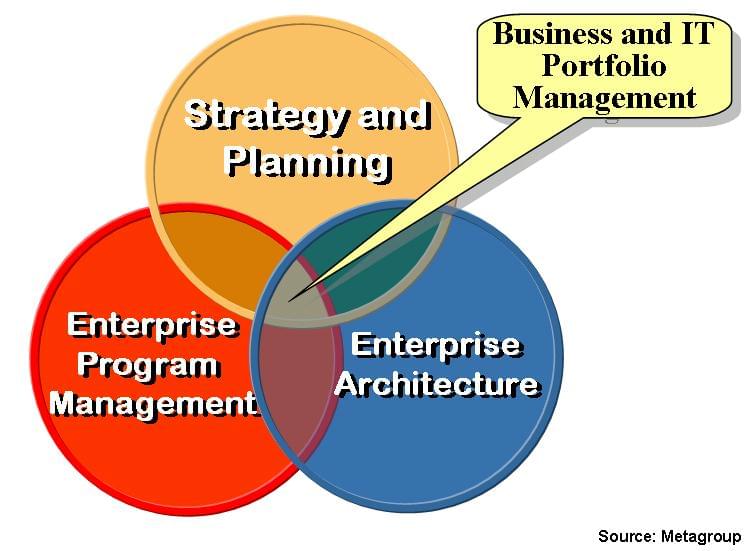 Business and IT
Portfolio
Management
Strategy and
Planning
Enterprise
Program
Management
Enterprise
Architecture
Source: Metagroup